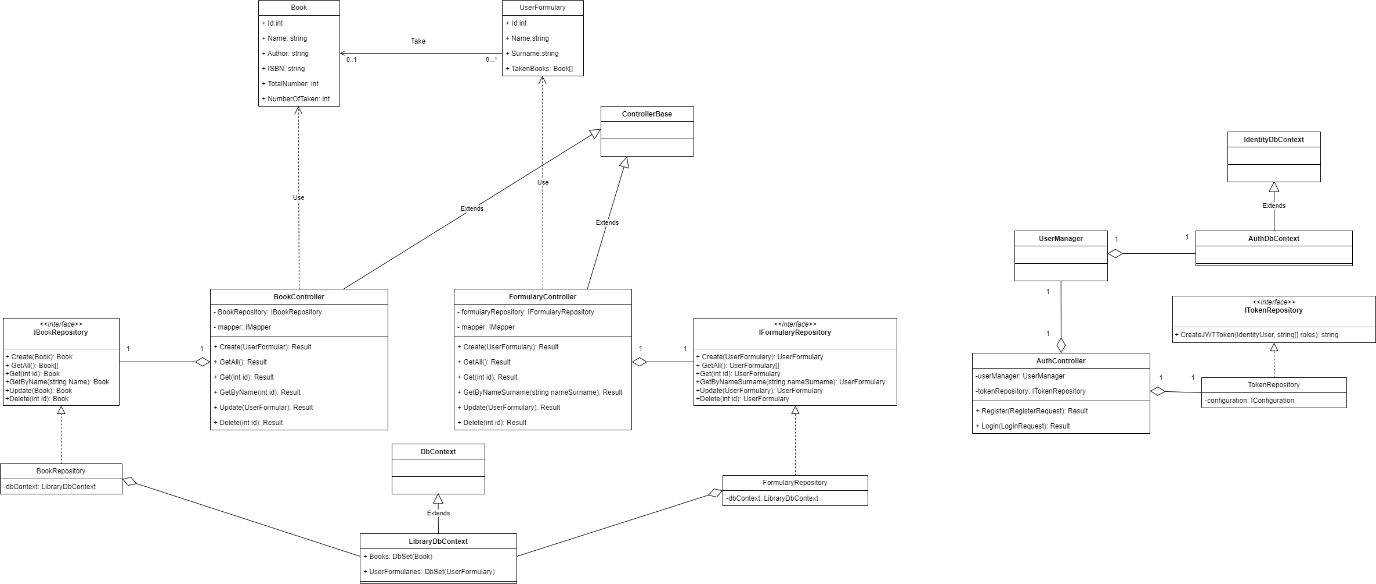 Book
+ Id:int
+ Name: string
+ Author: string
+ ISBN: string
+ TotalNumber: int
+ NumberOfTaken: int
UserFormulary
+ Id:int
+ Name:string
+ Surname:string
+ TakenBooks: Book[]
Take
0..1
0...*
ControllerBase
Use
Use
Extends
Extends
IdentityDbContext
Extends
UserManager
1
1
AuthDbContext
1
1
BookController
- BookRepository: IBookRepository
- mapper: IMapper
+ Create(UserFormular): Result
+ GetAll(): Result
+ Get(int id): Result
+ GetByName(int id): Result
+ Update(UserFormular): Result
+ Delete(int id): Result
FormularyController
- formularyRepository: IFormularyRepository
- mapper: IMapper
+ Create(UserFormulary): Result
+ GetAll(): Result
+ Get(int id): Result
+ GetByNameSurname(string nameSurname): Result
+ Update(UserFormulary): Result
+ Delete(int id): Result
<<interface>>
IBookRepository
+ Create(Book): Book
+ GetAll(): Book[]
+Get(int id): Book
+GetByName(string Name): Book
+Update(Book): Book
+Delete(int id): Book
1
1
1
1
<<interface>>
IFormularyRepository
+ Create(UserFormulary): UserFormulary
+ GetAll(): UserFormulary[]
+Get(int id): UserFormulary
+GetByNameSurname(string nameSurname): UserFormulary
+Update(UserFormulary): UserFormulary
+Delete(int id): UserFormulary
<<interface>>
ITokenRepository
+ CreateJWTToken(IdentityUser, string[] roles): string
AuthController
-userManager: UserManager
-tokenRepository: ITokenRepository
+ Register(RegisterRequest): Result
+ Login(LoginRequest): Result
1
1
TokenRepository
-configuration: IConfiguration
BookRepository
-dbContext: LibraryDbContext
DbContext
Extends
FormularyRepository
-dbContext: LibraryDbContext
LibraryDbContext
+ Books: DbSet(Book)
+ UserFormularies: DbSet(UserFormulary)